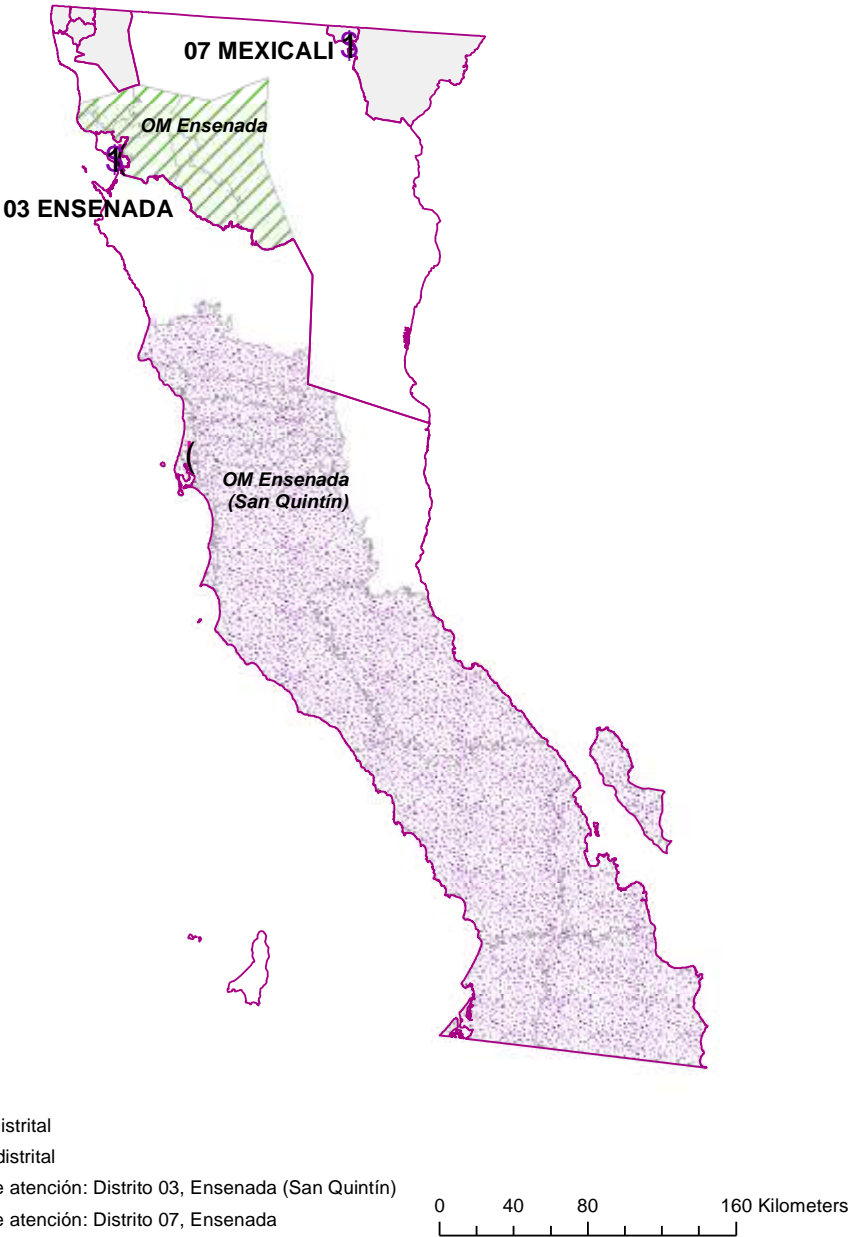 07 MEXICALI
OM Ensenada
03 ENSENADA
OM Ensenada
(San Quintín)
istrital
distrital
e atención: Distrito 03, Ensenada (San Quintín)
e atención: Distrito 07, Ensenada
0 40 80 160 Kilometers